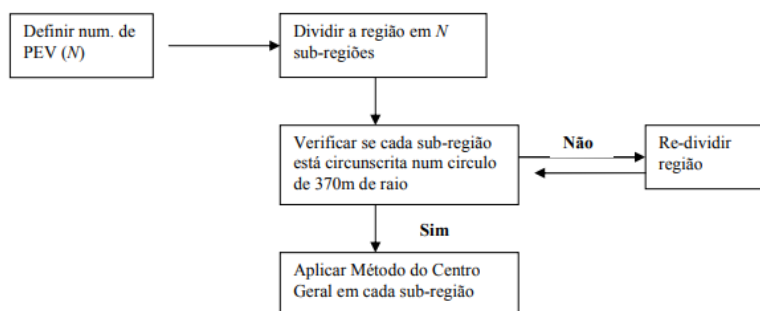 Definir num. de
PEV (N)
Dividir a região em N
sub-regiões
Verificar se cada sub-região
está circunscrita num circulo
de 370m de raio
Não
Re-dividir
região
Sim
Aplicar Método do Centro
Geral em cada sub-região